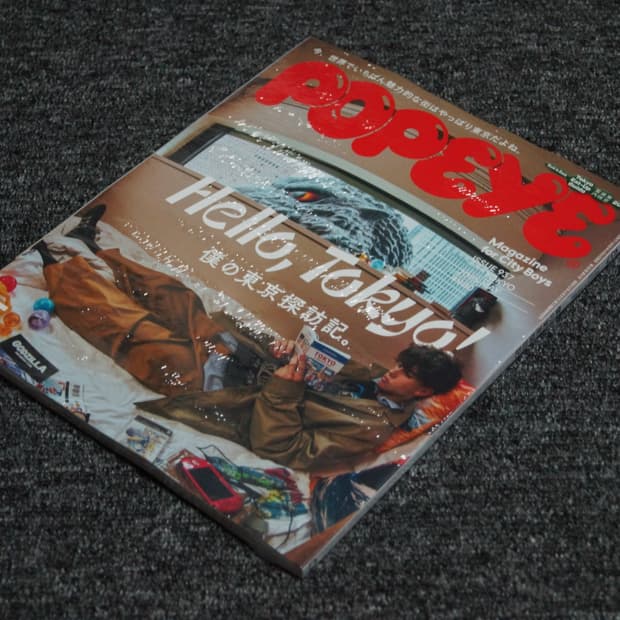 今、世界でいちばん魅力的な街はやっぱり東京だよね。
POPEYE
Magazine
for City Boys
Hello, Tokyo!
僕の東京探訪記。
TOKYO
GODZILLA